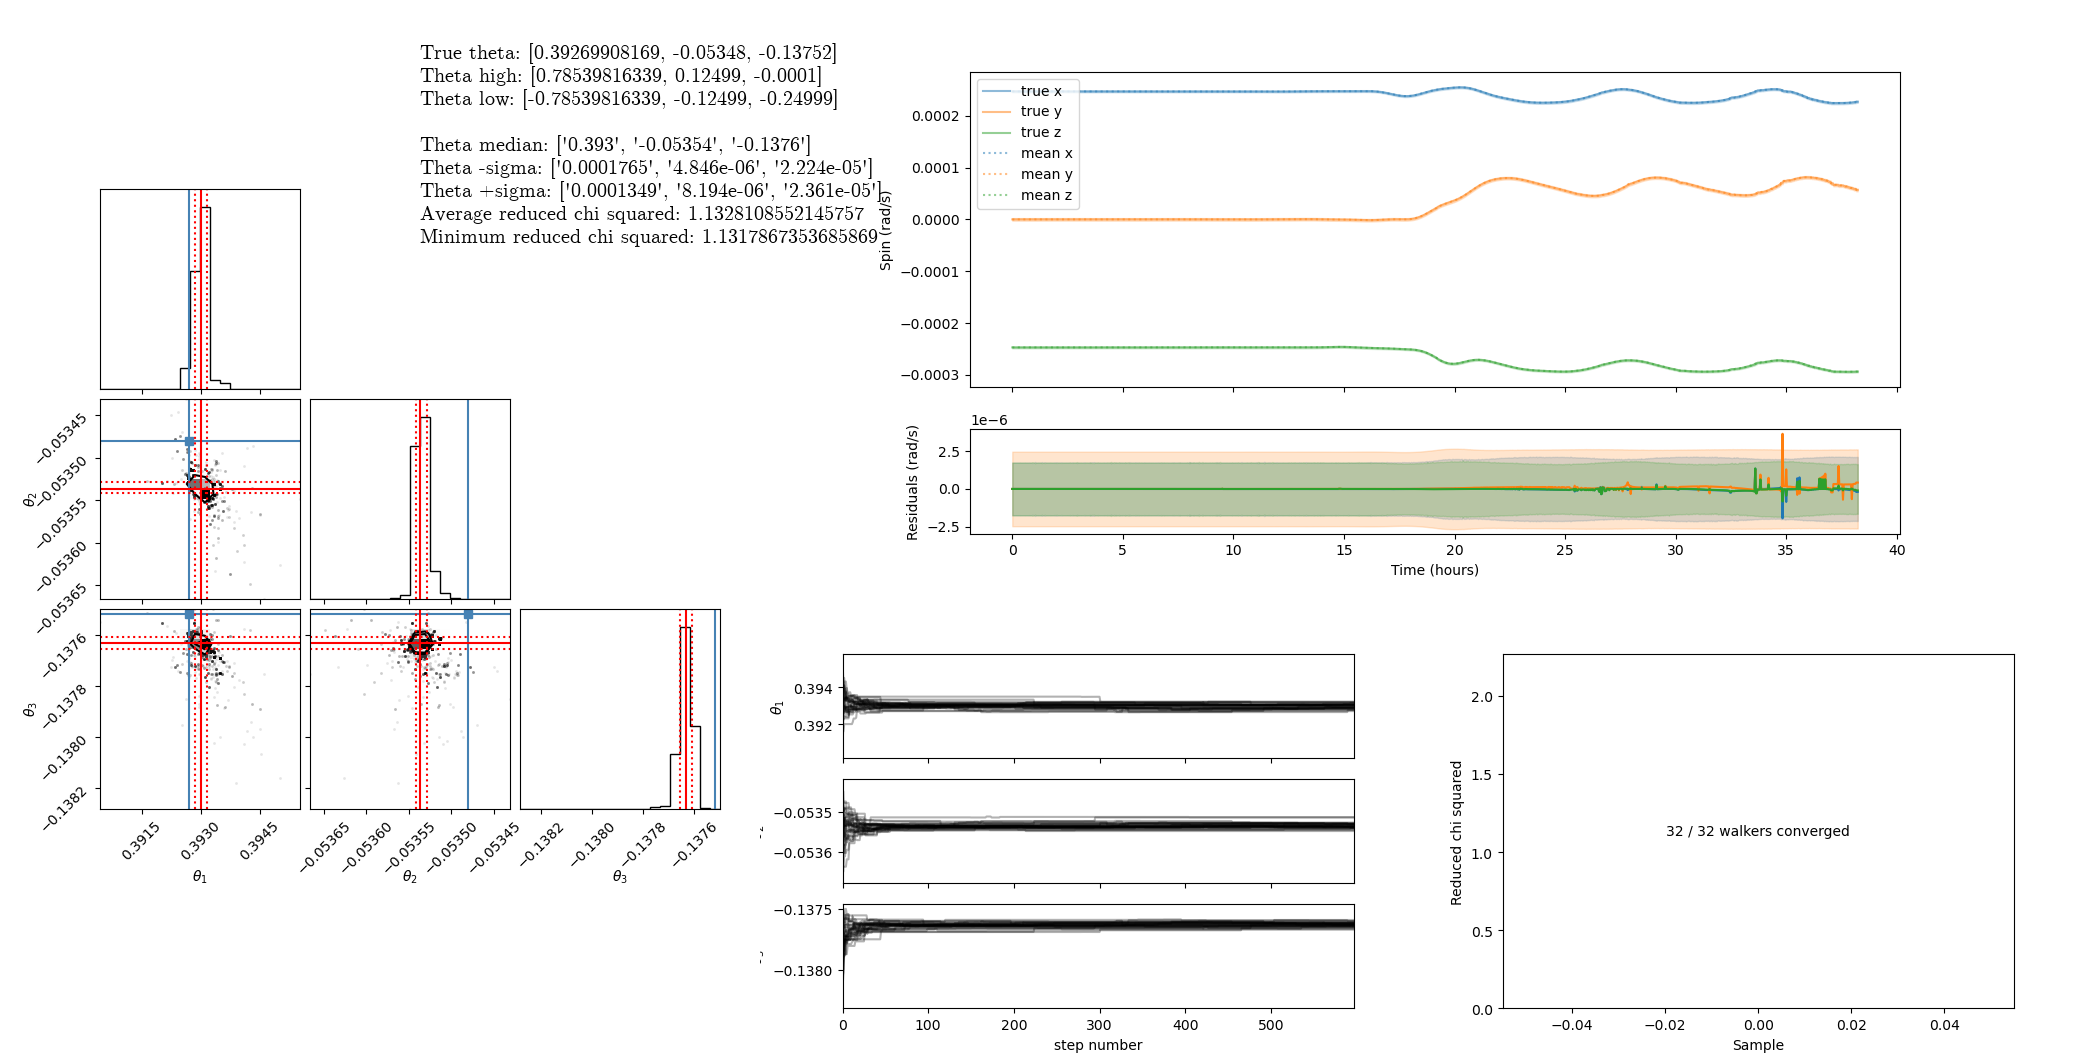 True theta: [0.39269908169, -0.05348, -0.13752]
Theta high: [0.78539816339, 0.12499, -0.0001]
Theta low: [-0.78539816339, -0.12499, -0.24999]
Theta median: ['0.393', '-0.05354', '-0.1376']
Theta -sigma: ['0.0001765', '4.846e-06', '2.224e-05']
Theta +sigma: ['0.0001349', '8.194e-06', '2.361e-05']
Average reduced chi squared: 1.1328108552145757
Minimum reduced chi squared: 1.1317867353685869
−0.05345
−0.05350
−0.05355
−0.05360
−0.05365
θ2
−0.1376
−0.1378
−0.1380
−0.1382
θ3
0.3915
0.3930
0.3945
θ1
−0.05365
−0.05360
−0.05355
−0.05350
−0.05345
θ2
−0.1382
−0.1380
−0.1378
−0.1376
θ3
true x
true y
true z
mean x
mean y
mean z
0.0002
0.0001
0.0000
−0.0001
−0.0002
−0.0003
Spin (rad/s)
1e−6
2.5
0.0
−2.5
Residuals (rad/s)
0
5
10
15
20
25
30
35
40
Time (hours)
0.394
0.392
θ1
−0.0535
−0.0536
−0.1375
−0.1380
0
100
200
300
400
500
step number
2.0
1.5
1.0
0.5
0.0
Reduced chi squared
32 / 32 walkers converged
−0.04
−0.02
0.00
0.02
0.04
Sample